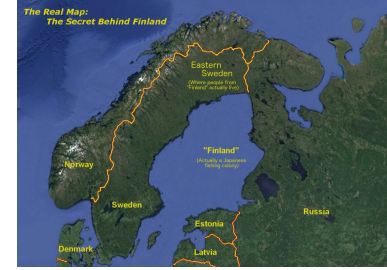 The Real Map:
The Secret Behind Finland
Eastern
Sweden
(Where people from
"Finland" actually live)
Norway
"Finland"
(Actually a Japanese
fishing colony)
Sweden
Russia
Estonia
Denmark
Latvia